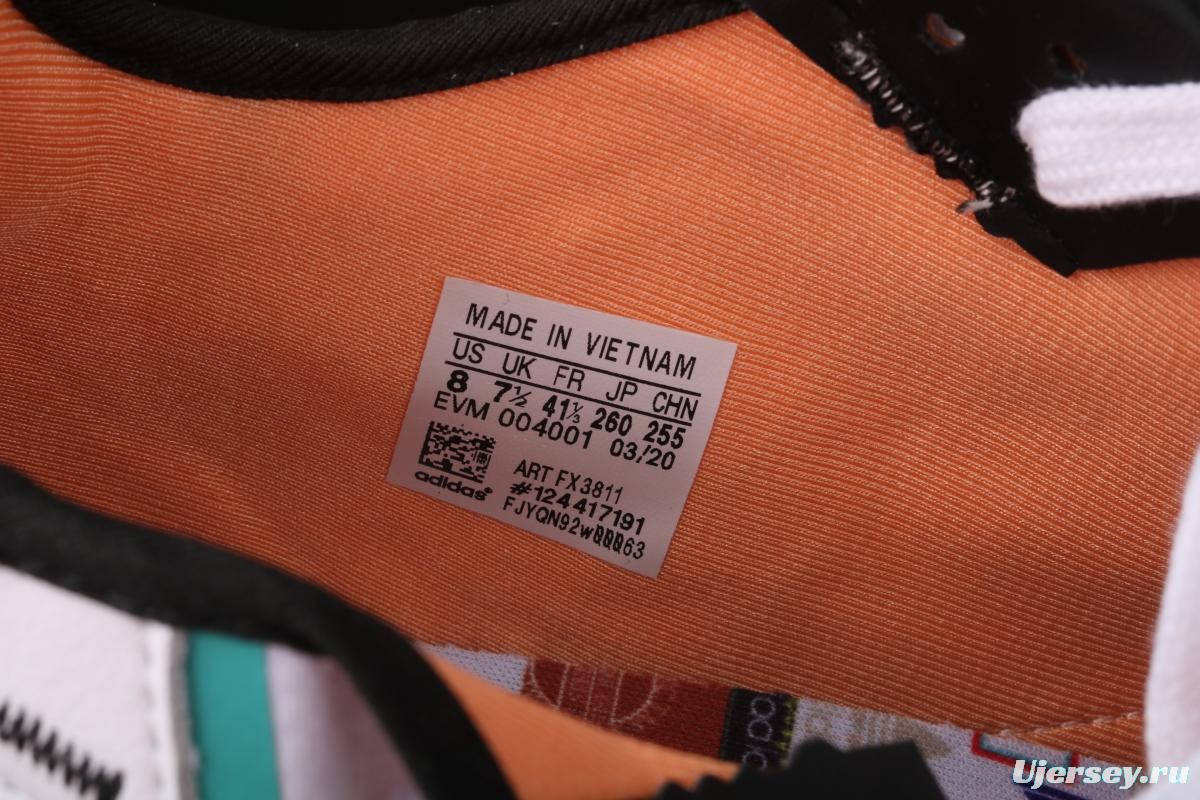 MADE IN VIETNAM
US UK FR JP CHN
8 7½ 41⅓ 260 255
EVM 004001 03/20
ART FX3811
#124417191
adidas
Ujersey.ru